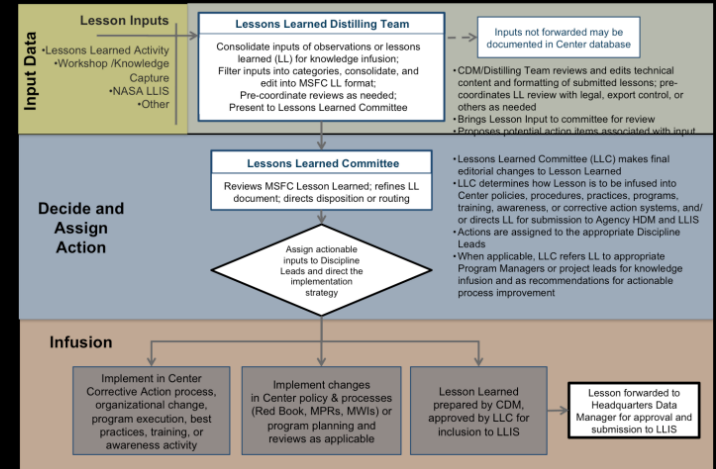 Input Data
Lesson Inputs
•Lessons Learned Activity
•Workshop /Knowledge
Capture
•NASA LLIS
•Other
Lessons Learned Distilling Team
Consolidate inputs of observations or lessons
learned (LL) for knowledge infusion;
Filter inputs into categories, consolidate, and
edit into MSFC LL format;
Pre-coordinate reviews as needed;
Present to Lessons Learned Committee
Inputs not forwarded may be
documented in Center database
•CDM/Distilling Team reviews and edits technical
content and formatting of submitted lessons; pre-
coordinates LL review with legal, export control, or
others as needed
•Brings Lesson Input to committee for review
•Proposes potential action items associated with input
Decide and
Assign
Action
Lessons Learned Committee
Reviews MSFC Lesson Learned; refines LL
document; directs disposition or routing
Assign actionable
inputs to Discipline
Leads and direct the
implementation
strategy
•Lessons Learned Committee (LLC) makes final
editorial changes to Lesson Learned
•LLC determines how Lesson is to be infused into
Center policies, procedures, practices, programs,
training, awareness, or corrective action systems, and/
or directs LL for submission to Agency HDM and LLIS
•Actions are assigned to the appropriate Discipline
Leads
•When applicable, LLC refers LL to appropriate
Program Managers or project leads for knowledge
infusion and as recommendations for actionable
process improvement
Infusion
Implement in Center
Corrective Action process,
organizational change,
program execution, best
practices, training, or
awareness activity
Implement changes
in Center policy & processes
(Red Book, MPRs, MWIs) or
program planning and
reviews as applicable
Lesson Learned
prepared by CDM,
approved by LLC for
inclusion to LLIS
Lesson forwarded to
Headquarters Data
Manager for approval and
submission to LLIS